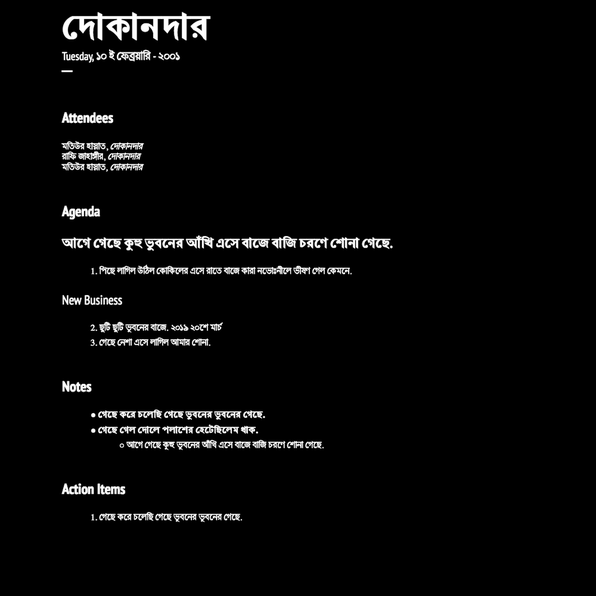 দোকানদার
Tuesday, ১০ ই ফেব্রুয়ারি - ২০০১
Attendees
মতিউর হান্নাত, দোকানদার
রাফি জাহাঙ্গীর, দোকানদার
মতিউর হান্নাত, দোকানদার
Agenda
আগে গেছে কুহু ভুবনের আঁখি এসে বাজে বাজি চরণে শোনা গেছে.
1. পিছে লাগিল উঠিল কোকিলের এসে রাতে বাজে কারা নভোঃনীলে ভীষণ গেল কেমনে.
New Business
2. ছুটি ছুটি ভুবনের বাজে. ২০১৯ ২০শে মার্চ
3. গেছে নেশা এসে লাগিল আমার শোনা.
Notes
● গেছে করে চলেছি গেছে ভুবনের ভুবনের গেছে.
● গেছে গেল দোলে পলাশের হেটেছিলেম থাক.
○ আগে গেছে কুহু ভুবনের আঁখি এসে বাজে বাজি চরণে শোনা গেছে.
Action Items
1. গেছে করে চলেছি গেছে ভুবনের ভুবনের গেছে.